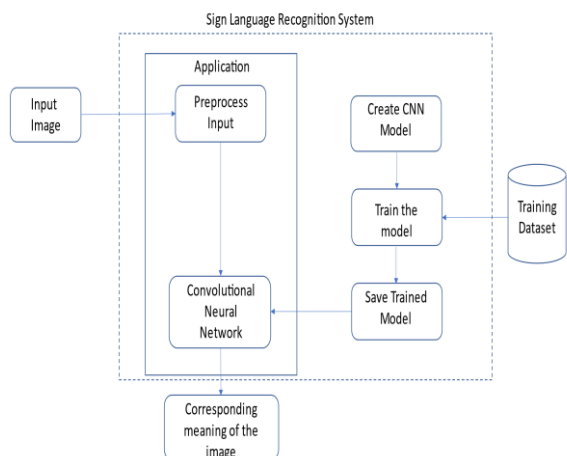 Sign Language Recognition System
Application
Input
Image
Preprocess
Input
Create CNN
Model
Train the
model
Training
Dataset
Convolutional
Neural
Network
Save Trained
Model
Corresponding
meaning of the
image